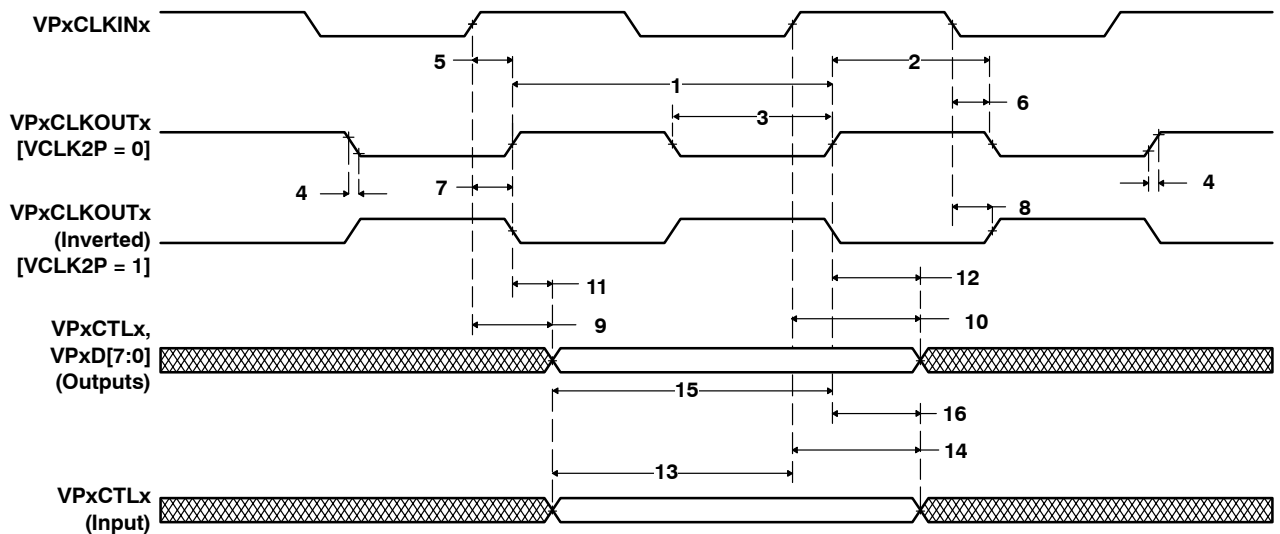 VPxCLKINx
5
2
1
6
VPxCLKOUTx
[VCLK2P = 0]
3
4
7
4
VPxCLKOUTx
(Inverted)
[VCLK2P = 1]
8
11
12
9
10
VPxCTLx,
VPxD[7:0]
(Outputs)
15
16
14
13
VPxCTLx
(Input)